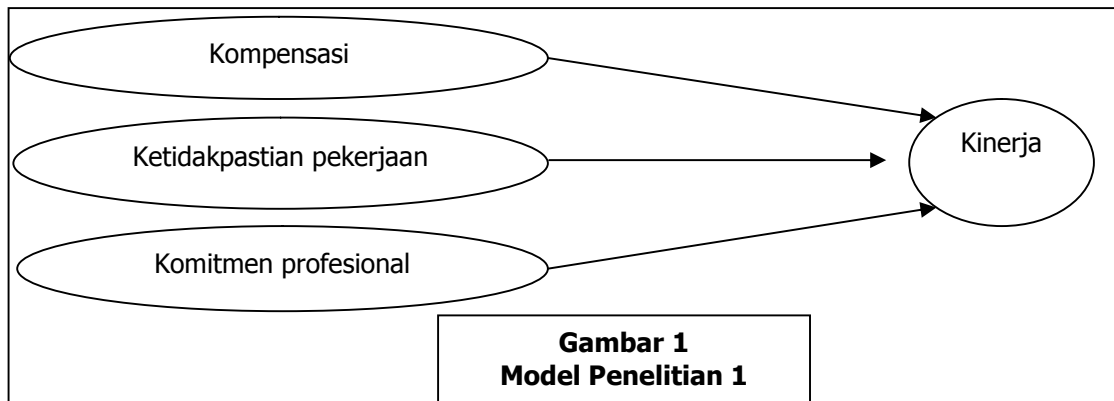 Kompensasi
Ketidakpastian pekerjaan
Kinerja
Komitmen profesional
Gambar 1
Model Penelitian 1